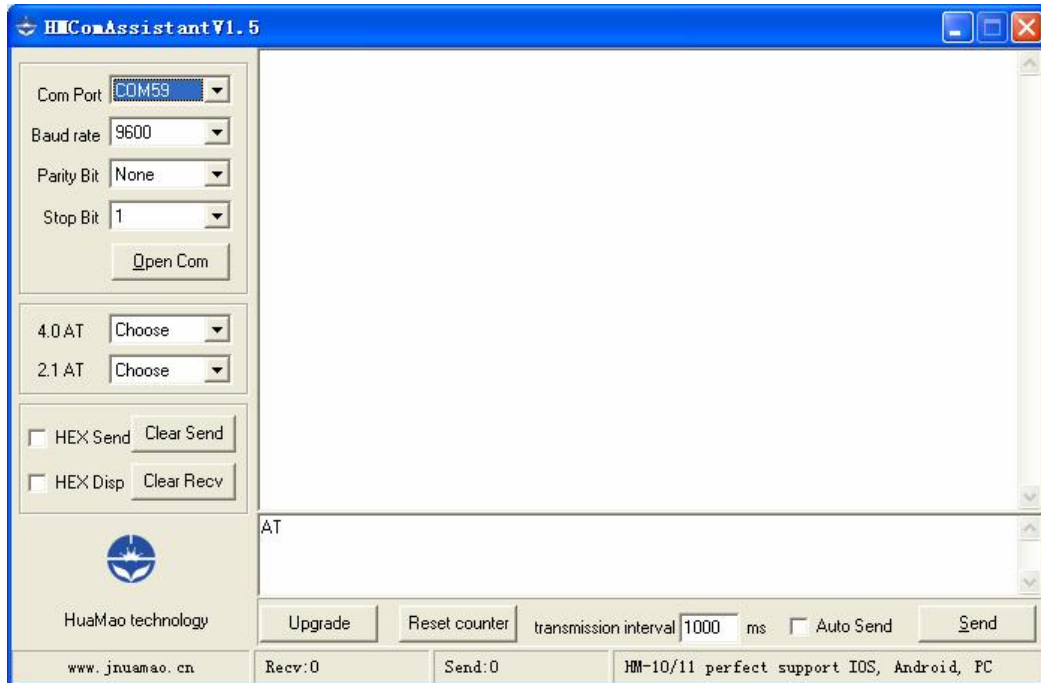 HMComAssistantV1.5
Com Port COM59
Baud rate 9600
Parity Bit None
Stop Bit 1
Open Com
4.0 AT Choose
2.1 AT Choose
HEX Send Clear Send
HEX Disp Clear Recv
AT
HuaMao technology
Upgrade Reset counter transmission interval 1000 ms Auto Send Send
www.jnuamao.cn Recv:0 Send:0 HM-10/11 perfect support IOS, Android, PC